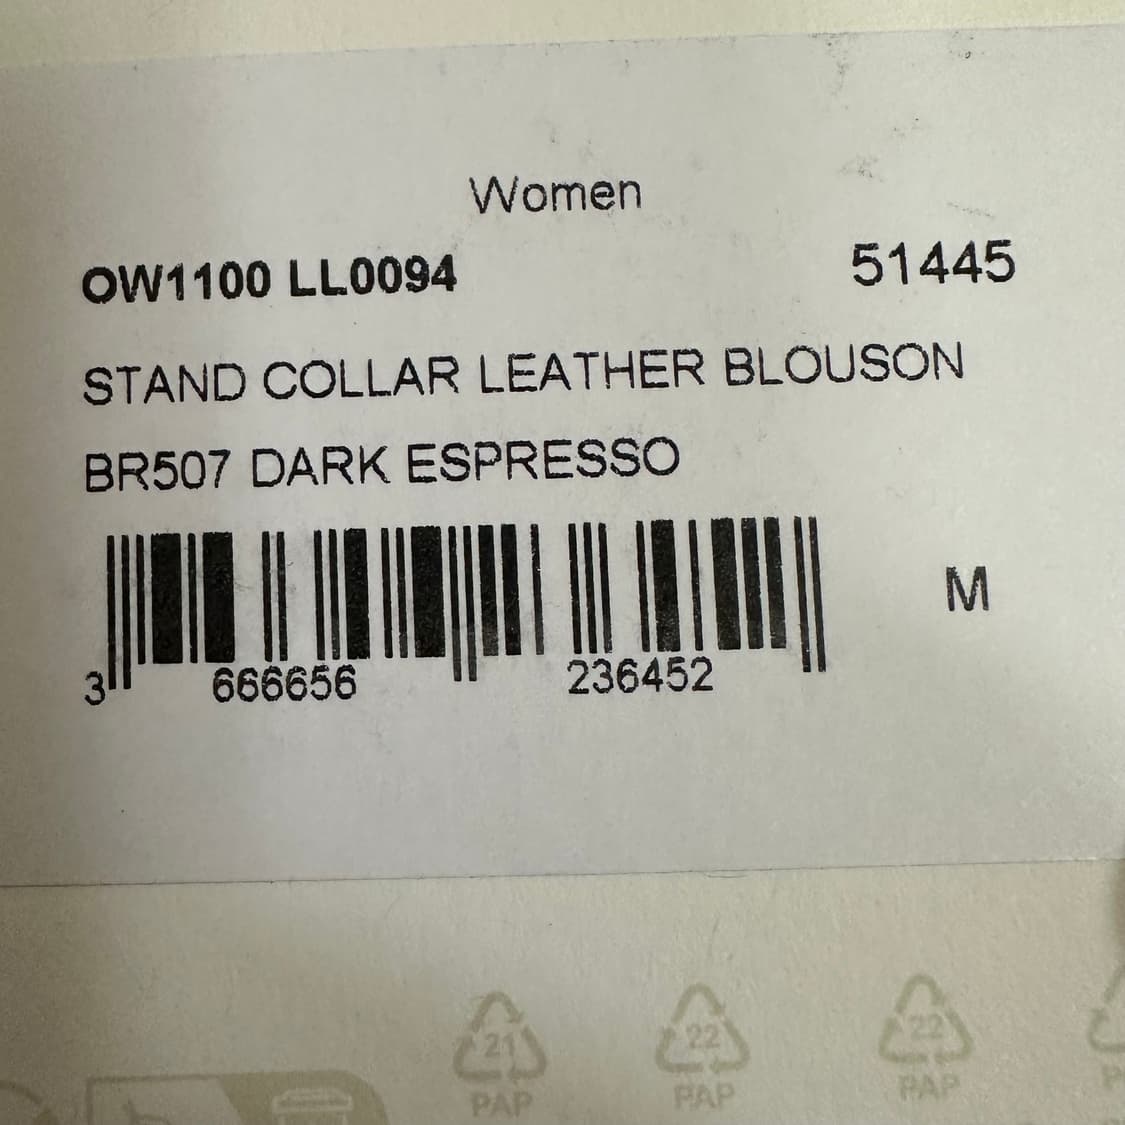 Women
OW1100 LL0094 51445
STAND COLLAR LEATHER BLOUSON
BR507 DARK ESPRESSO
M
3 666656 236452
21 22 22
PAP PAP PAP